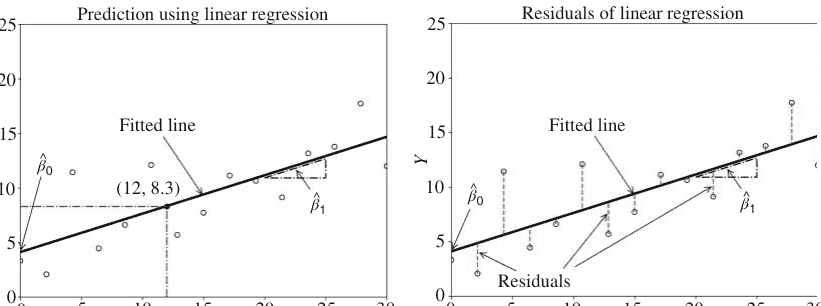 Prediction using linear regression
25
20
15
10
5
0
Fitted line
β̂0
(12, 8.3)
β̂1
0 5 10 15 20 25 30
Residuals of linear regression
25
20
15
10
5
0
Y
Fitted line
β̂0
β̂1
Residuals
0 5 10 15 20 25 30